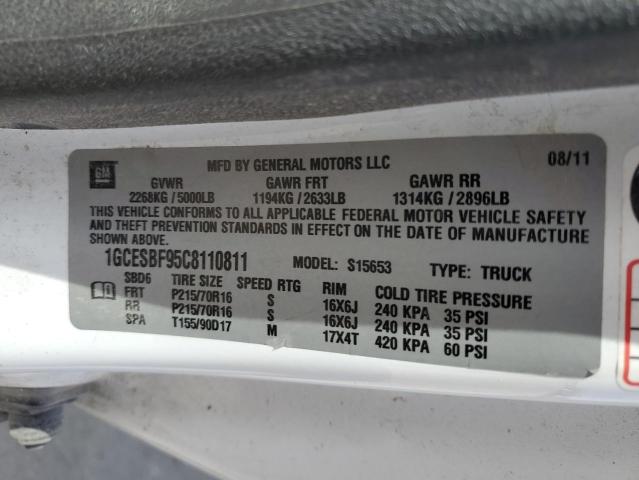 GM
MFD BY GENERAL MOTORS LLC 08/11
GVWR GAWR FRT GAWR RR
2268KG / 5000LB 1194KG / 2633LB 1314KG / 2896LB
THIS VEHICLE CONFORMS TO ALL APPLICABLE FEDERAL MOTOR VEHICLE SAFETY
AND THEFT PREVENTION STANDARDS IN EFFECT ON THE DATE OF MANUFACTURE
SHOWN ABOVE.
1GCESBF95C8110811 MODEL: S15653 TYPE: TRUCK
SBD6 TIRE SIZE SPEED RTG RIM COLD TIRE PRESSURE
FRT P215/70R16 S 16X6J 240 KPA 35 PSI
RR P215/70R16 S 16X6J 240 KPA 35 PSI
SPA T155/90D17 M 17X4T 420 KPA 60 PSI